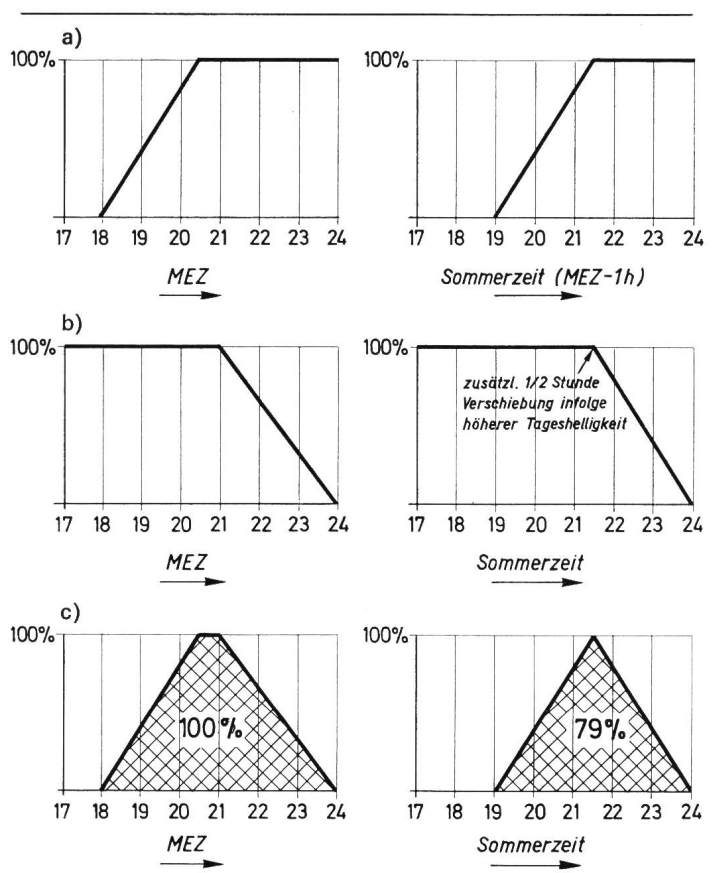 a)
100%
17 18 19 20 21 22 23 24
MEZ
100%
17 18 19 20 21 22 23 24
Sommerzeit (MEZ-1h)
b)
100%
17 18 19 20 21 22 23 24
MEZ
100%
zusätzl. 1/2 Stunde
Verschiebung infolge
höherer Tageshelligkeit
17 18 19 20 21 22 23 24
Sommerzeit
c)
100%
100%
17 18 19 20 21 22 23 24
MEZ
100%
79%
17 18 19 20 21 22 23 24
Sommerzeit